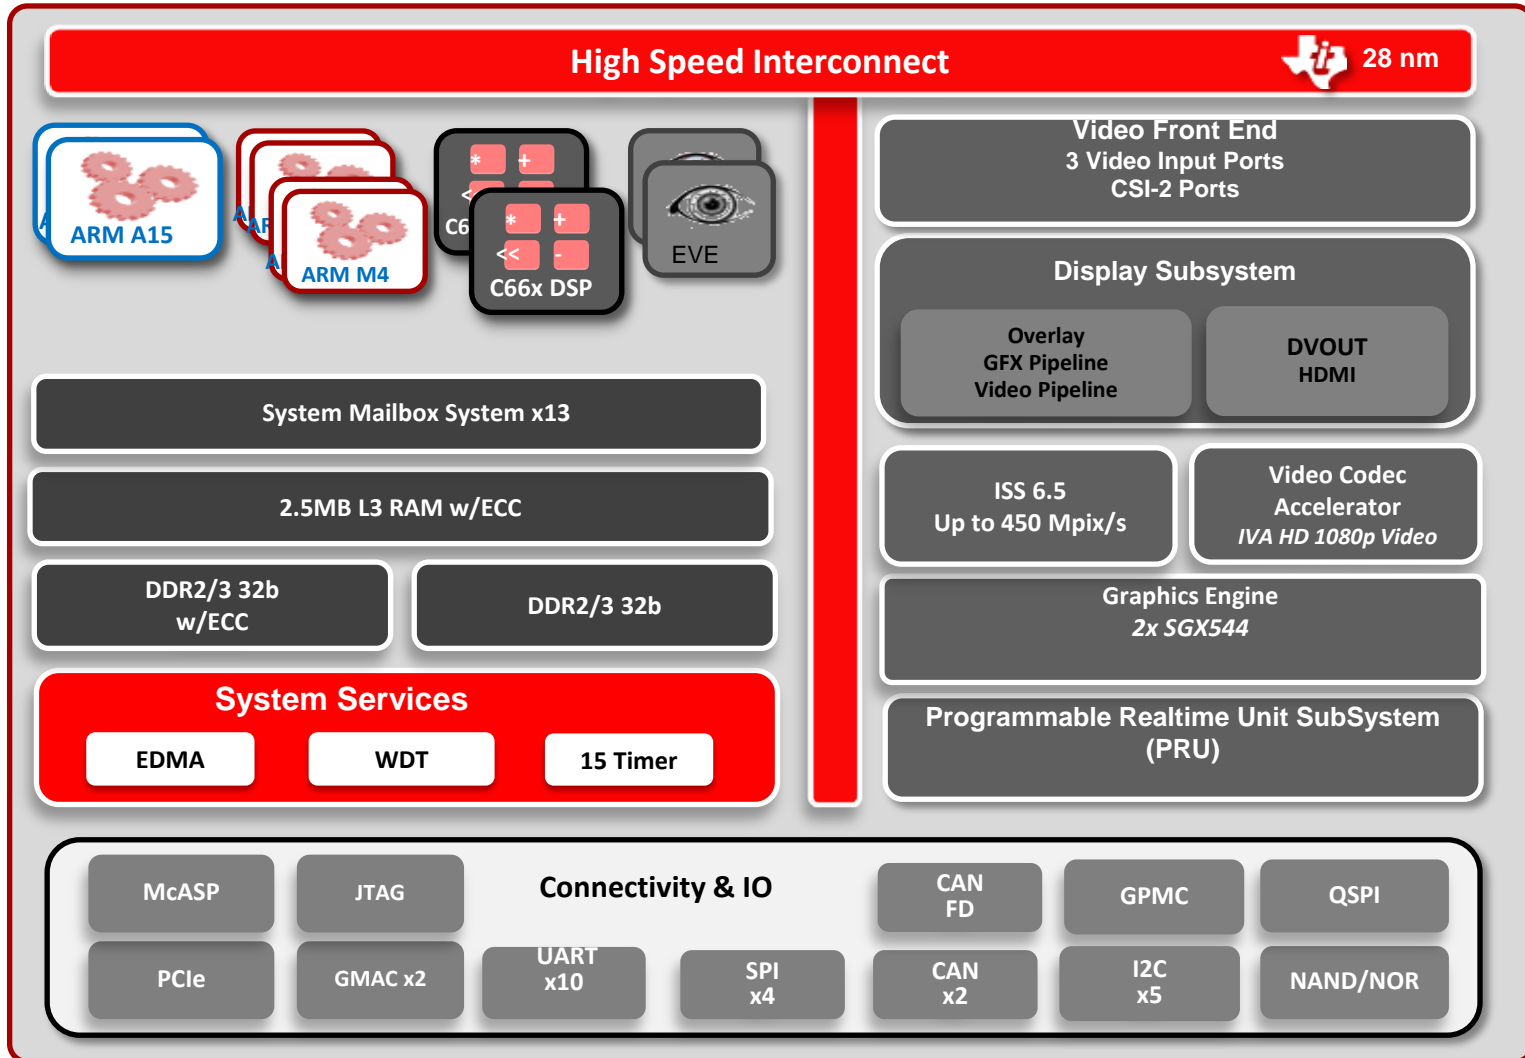 High Speed Interconnect
ti
28 nm
ARM A15
ARM M4
* +
C6
* +
<< -
C66x DSP
EVE
Video Front End
3 Video Input Ports
CSI-2 Ports
Display Subsystem
Overlay
GFX Pipeline
Video Pipeline
DVOUT
HDMI
System Mailbox System x13
2.5MB L3 RAM w/ECC
DDR2/3 32b
w/ECC
DDR2/3 32b
ISS 6.5
Up to 450 Mpix/s
Video Codec
Accelerator
IVA HD 1080p Video
Graphics Engine
2x SGX544
System Services
EDMA
WDT
15 Timer
Programmable Realtime Unit SubSystem
(PRU)
Connectivity & IO
McASP
JTAG
CAN
FD
GPMC
QSPI
PCIe
GMAC x2
UART
x10
SPI
x4
CAN
x2
I2C
x5
NAND/NOR